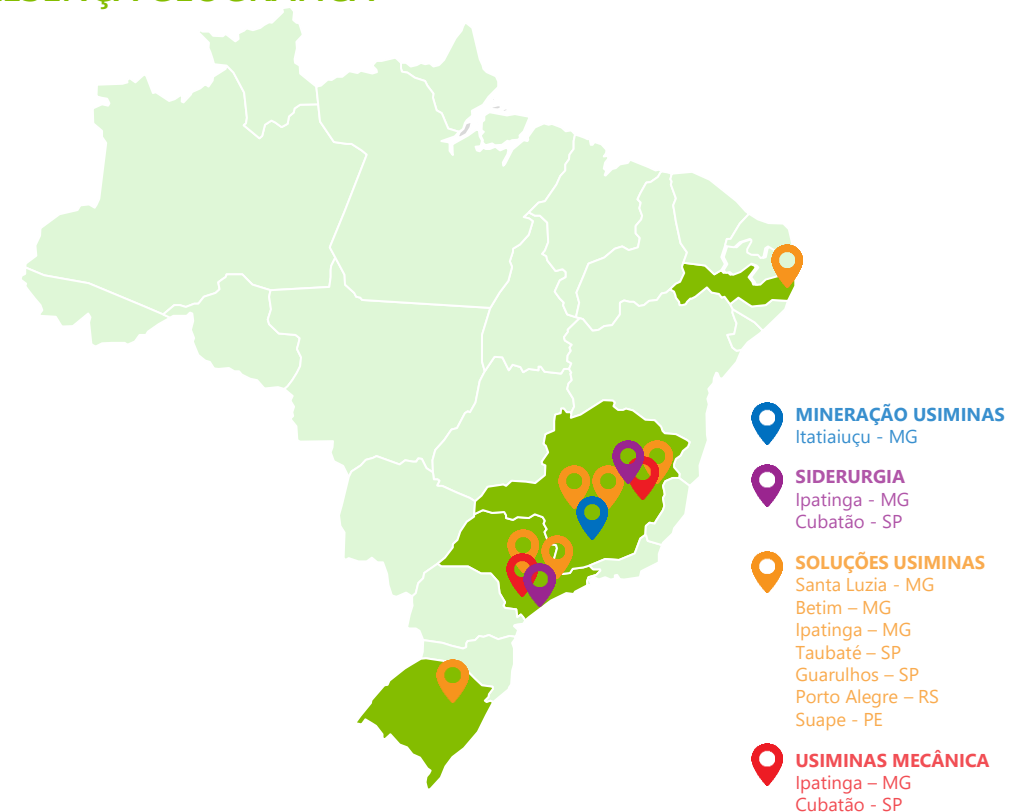 MINERAÇÃO USIMINAS
Itatiaiuçu - MG
SIDERURGIA
Ipatinga - MG
Cubatão - SP
SOLUÇÕES USIMINAS
Santa Luzia - MG
Betim – MG
Ipatinga – MG
Taubaté – SP
Guarulhos – SP
Porto Alegre – RS
Suape - PE
USIMINAS MECÂNICA
Ipatinga – MG
Cubatão - SP